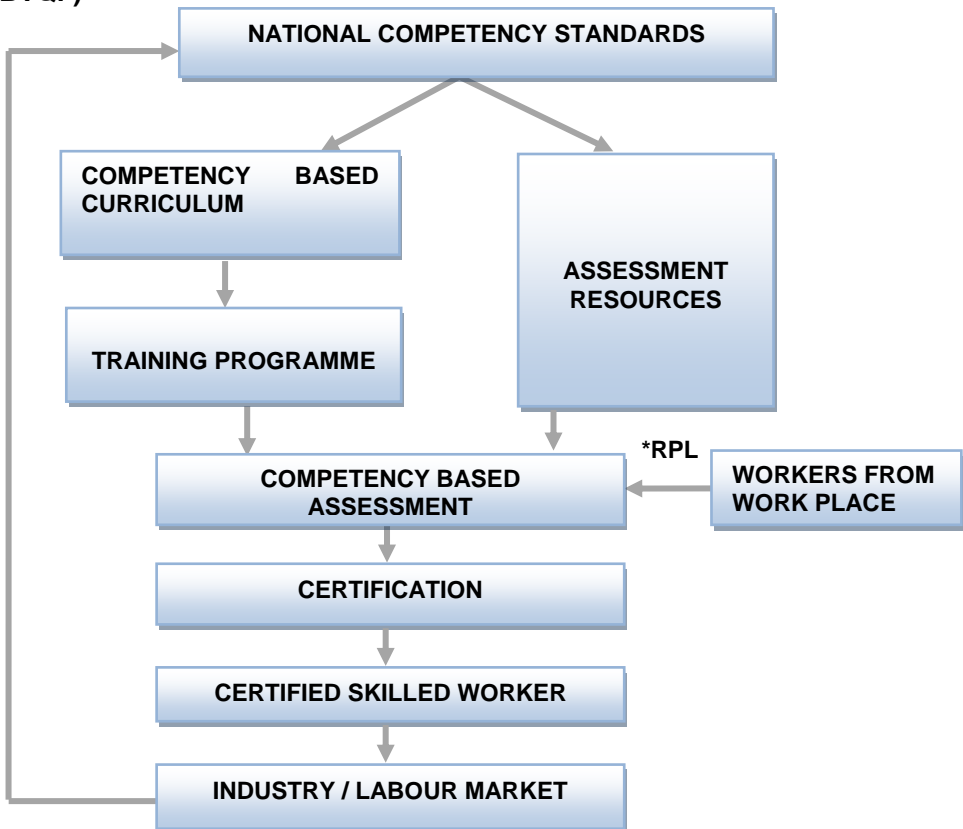 NATIONAL COMPETENCY STANDARDS
COMPETENCY BASED
CURRICULUM
ASSESSMENT
RESOURCES
TRAINING PROGRAMME
*RPL
COMPETENCY BASED
ASSESSMENT
WORKERS FROM
WORK PLACE
CERTIFICATION
CERTIFIED SKILLED WORKER
INDUSTRY / LABOUR MARKET